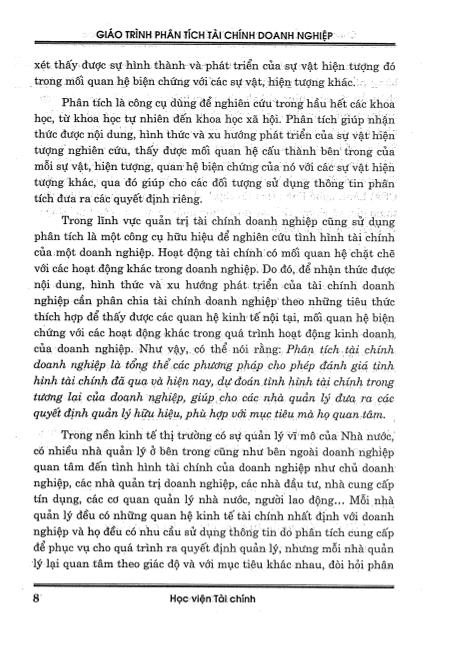 GIÁO TRÌNH PHÂN TÍCH TÀI CHÍNH DOANH NGHIỆP
xét thấy được sự hình thành và phát triển của sự vật hiện tượng đó
trong mối quan hệ biện chứng với các sự vật, hiện tượng khác.
Phân tích là công cụ dùng để nghiên cứu trong hầu hết các khoa
học, từ khoa học tự nhiên đến khoa học xã hội. Phân tích giúp nhận
thức được nội dung, hình thức và xu hướng phát triển của sự vật hiện
tượng nghiên cứu, thấy được mối quan hệ cấu thành bên trong của
mỗi sự vật, hiện tượng, quan hệ biện chứng của nó với các sự vật hiện
tượng khác, qua đó giúp cho các đối tượng sử dụng thông tin phân
tích đưa ra các quyết định riêng.
Trong lĩnh vực quản trị tài chính doanh nghiệp cũng sử dụng
phân tích là một công cụ hữu hiệu để nghiên cứu tình hình tài chính
của một doanh nghiệp. Hoạt động tài chính có mối quan hệ chặt chẽ
với các hoạt động khác trong doanh nghiệp. Do đó, để nhận thức được
nội dung, hình thức và xu hướng phát triển của tài chính doanh
nghiệp cần phân chia tài chính doanh nghiệp theo những tiêu thức
thích hợp để thấy được các quan hệ kinh tế nội tại, mối quan hệ biện
chứng với các hoạt động khác trong quá trình hoạt động kinh doanh
của doanh nghiệp. Như vậy, có thể nói rằng: Phân tích tài chính
doanh nghiệp là tổng thể các phương pháp cho phép đánh giá tình
hình tài chính đã qua và hiện nay, dự đoán tình hình tài chính trong
tương lai của doanh nghiệp, giúp cho các nhà quản lý đưa ra các
quyết định quản lý hữu hiệu, phù hợp với mục tiêu mà họ quan tâm.
Trong nền kinh tế thị trường có sự quản lý vĩ mô của Nhà nước,
có nhiều nhà quản lý ở bên trong cũng như bên ngoài doanh nghiệp
quan tâm đến tình hình tài chính của doanh nghiệp như chủ doanh
nghiệp, các nhà quản trị doanh nghiệp, các nhà đầu tư, nhà cung cấp
tín dụng, các cơ quan quản lý nhà nước, người lao động... Mỗi nhà
quản lý đều có những quan hệ kinh tế tài chính nhất định với doanh
nghiệp và họ đều có nhu cầu sử dụng thông tin do phân tích cung cấp
để phục vụ cho quá trình ra quyết định quản lý, nhưng mỗi nhà quản
lý lại quan tâm theo giác độ và với mục tiêu khác nhau, đòi hỏi phân
8 Học viện Tài chính